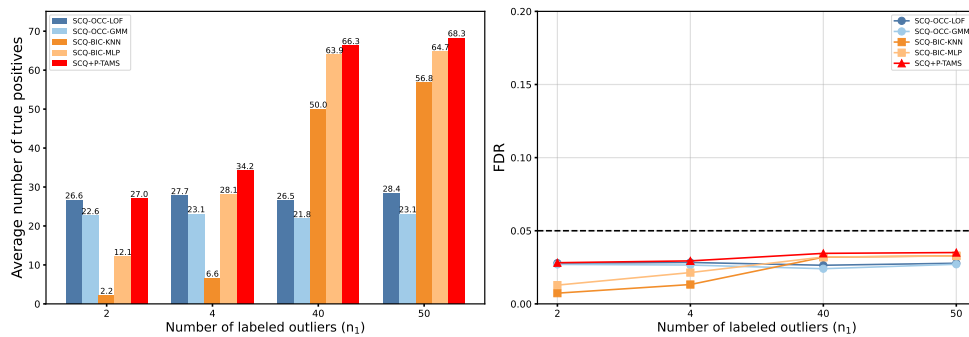 SCQ-OCC-LOF
SCQ-OCC-GMM
SCQ-BIC-KNN
SCQ-BIC-MLP
SCQ+P-TAMS
Average number of true positives
70
60
50
40
30
20
10
0
26.6
22.6
2.2
12.1
27.0
27.7
23.1
6.6
28.1
34.2
26.5
21.8
50.0
63.9
66.3
28.4
23.1
56.8
64.7
68.3
2
4
40
50
Number of labeled outliers (n₁)
SCQ-OCC-LOF
SCQ-OCC-GMM
SCQ-BIC-KNN
SCQ-BIC-MLP
SCQ+P-TAMS
FDR
0.20
0.15
0.10
0.05
0.00
2
4
40
50
Number of labeled outliers (n₁)